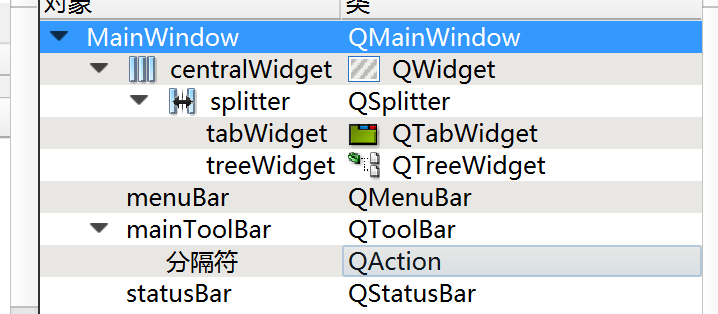 对象 类
MainWindow QMainWindow
centralWidget QWidget
splitter QSplitter
tabWidget QTabWidget
treeWidget QTreeWidget
menuBar QMenuBar
mainToolBar QToolBar
分隔符 QAction
statusBar QStatusBar